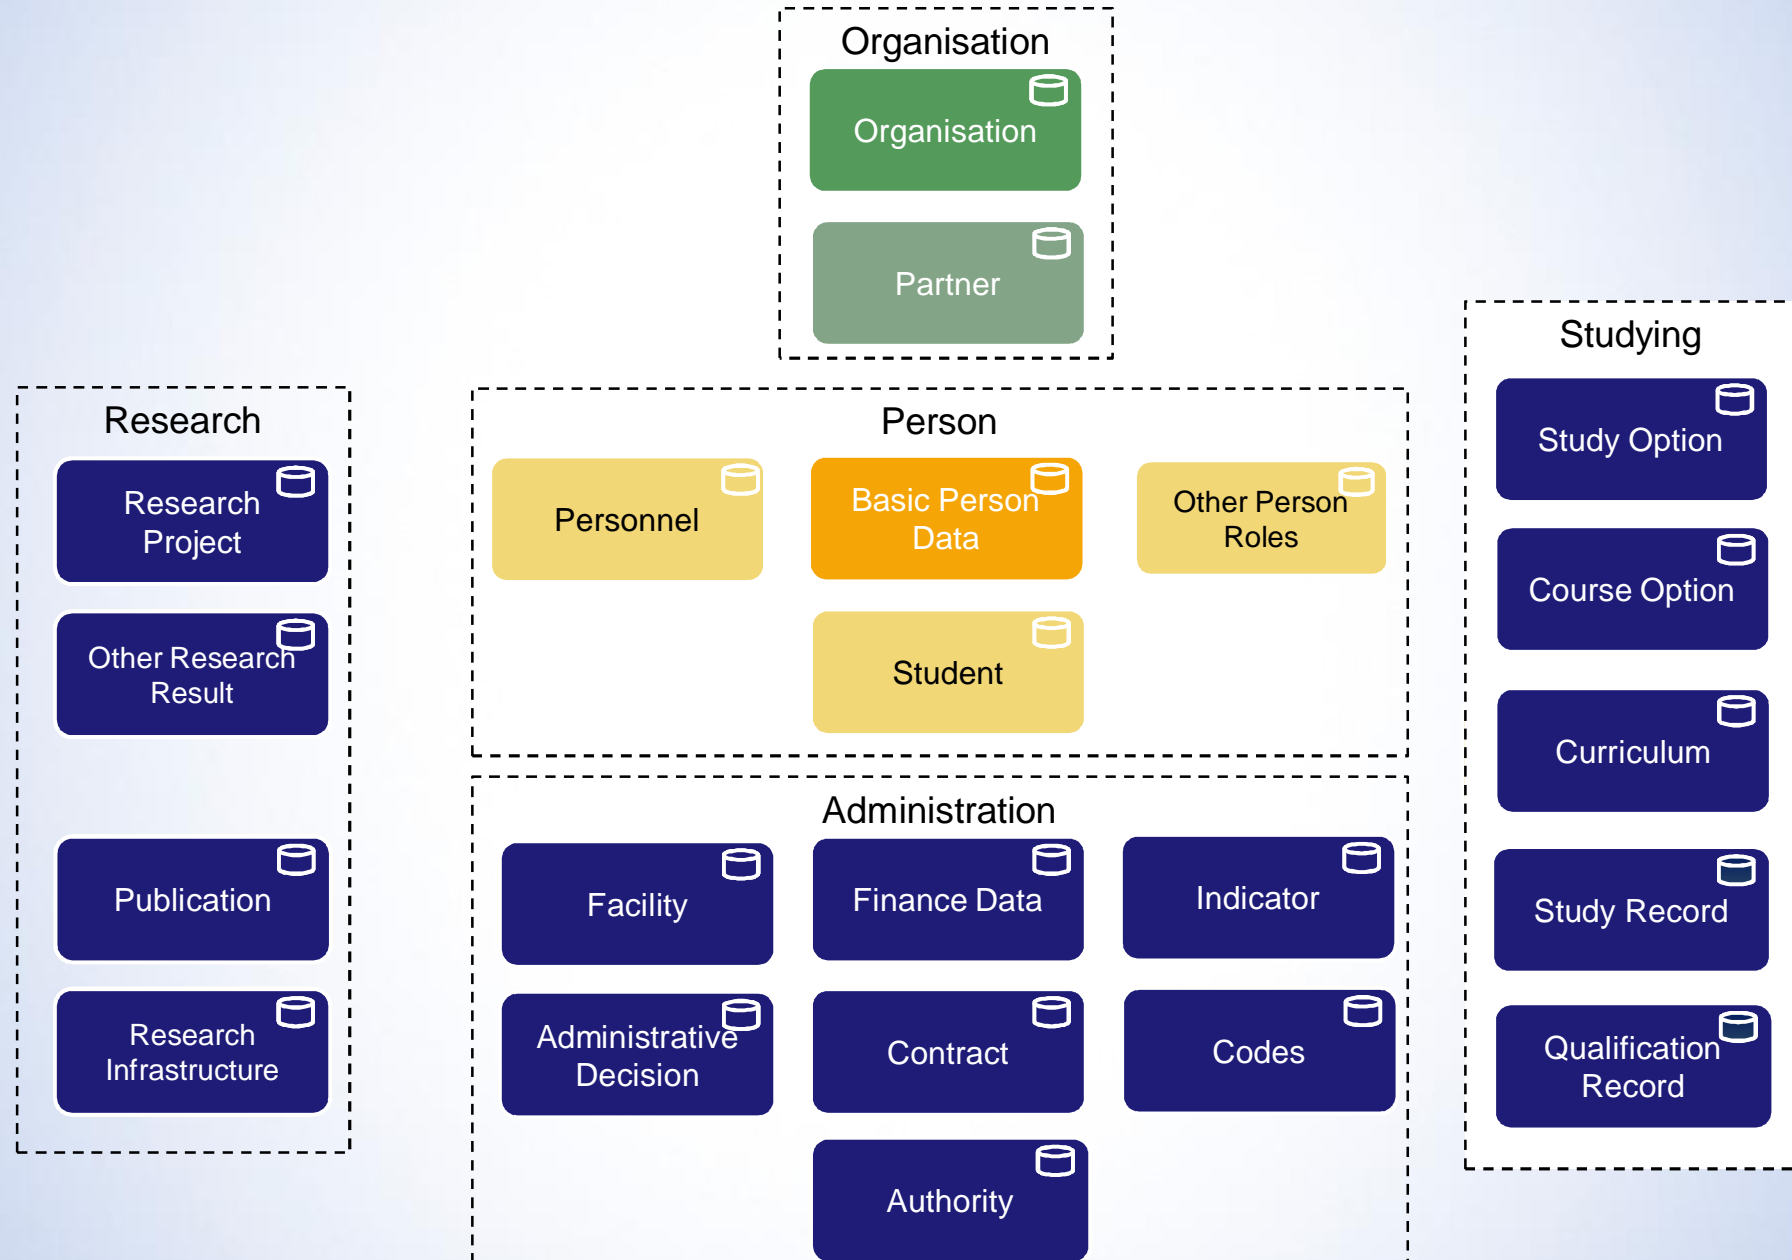 Organisation
Organisation
Partner
Research
Research
Project
Other Research
Result
Publication
Research
Infrastructure
Person
Personnel
Basic Person
Data
Other Person
Roles
Student
Administration
Facility
Finance Data
Indicator
Administrative
Decision
Contract
Codes
Authority
Studying
Study Option
Course Option
Curriculum
Study Record
Qualification
Record